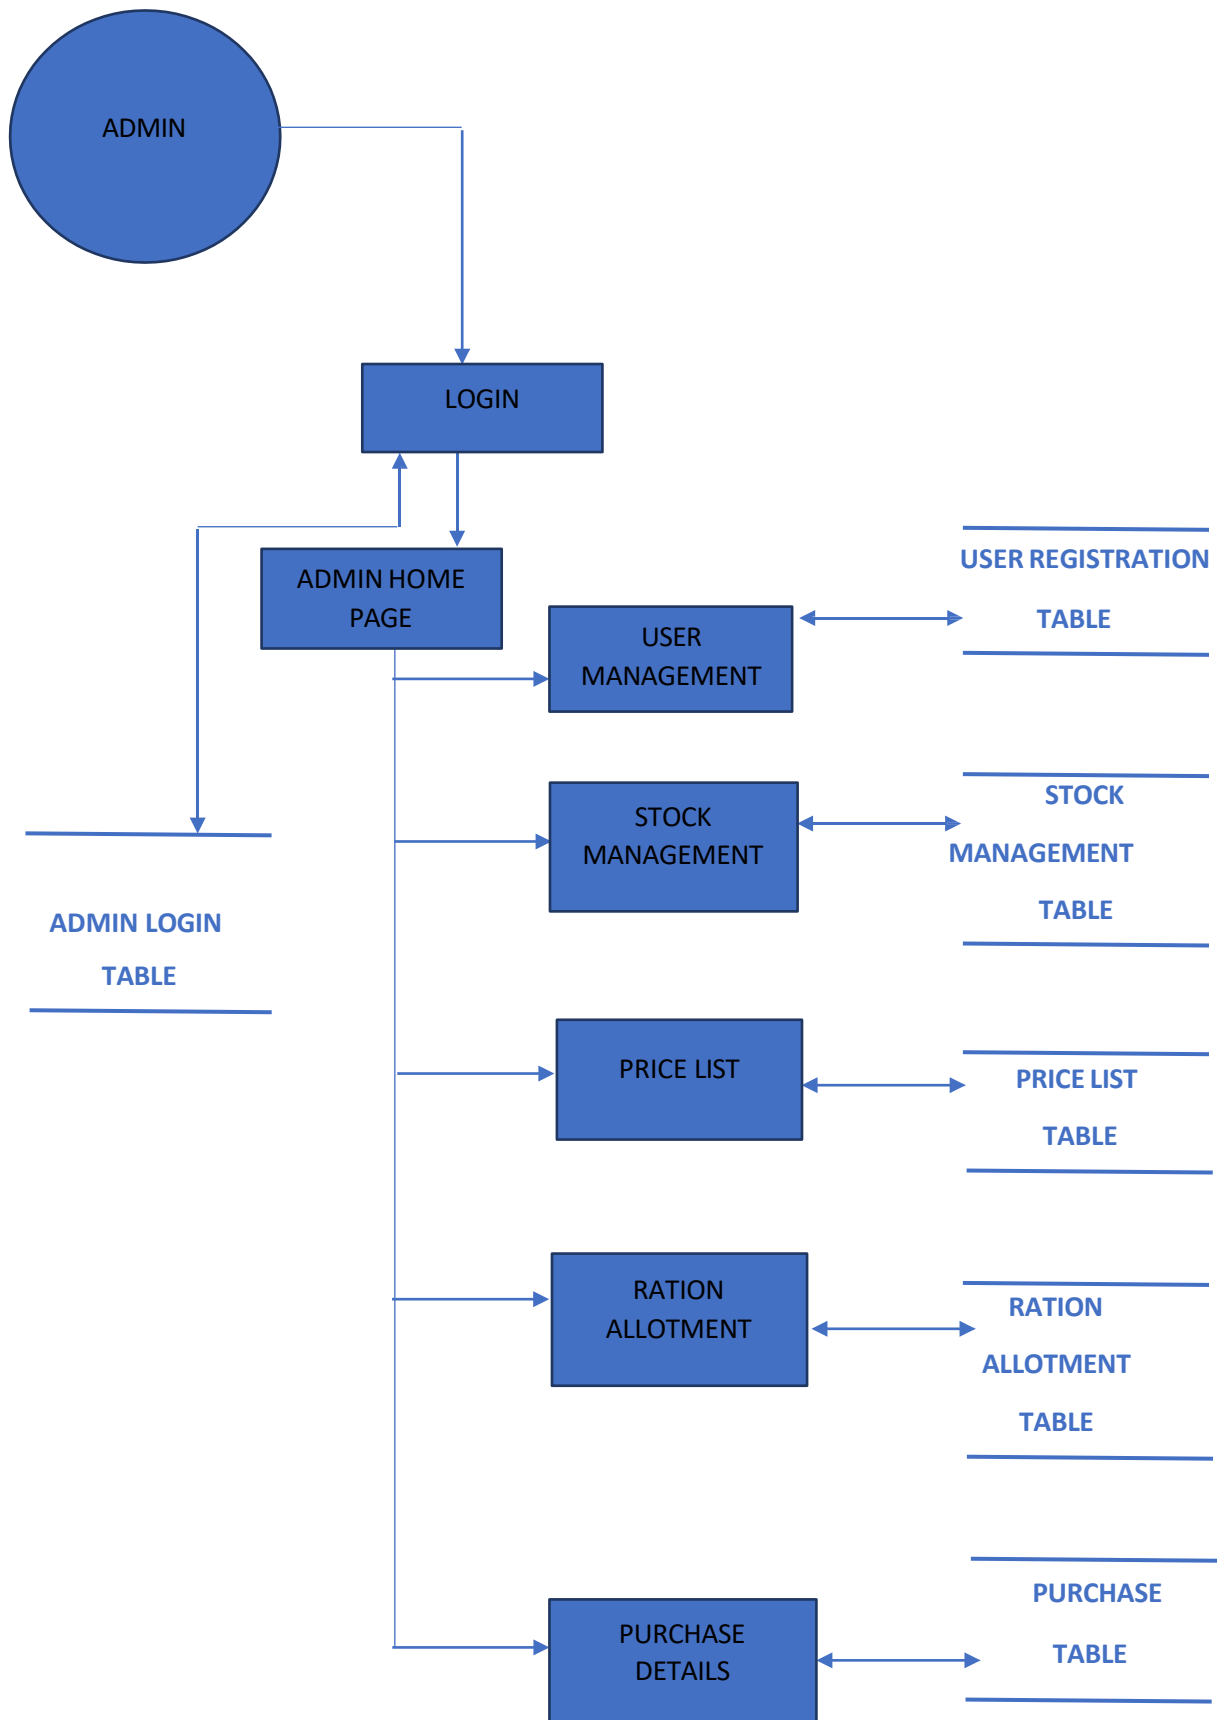 ADMIN
LOGIN
ADMIN HOME
PAGE
USER
MANAGEMENT
USER REGISTRATION
TABLE
STOCK
MANAGEMENT
STOCK
MANAGEMENT
TABLE
ADMIN LOGIN
TABLE
PRICE LIST
PRICE LIST
TABLE
RATION
ALLOTMENT
RATION
ALLOTMENT
TABLE
PURCHASE
DETAILS
PURCHASE
TABLE